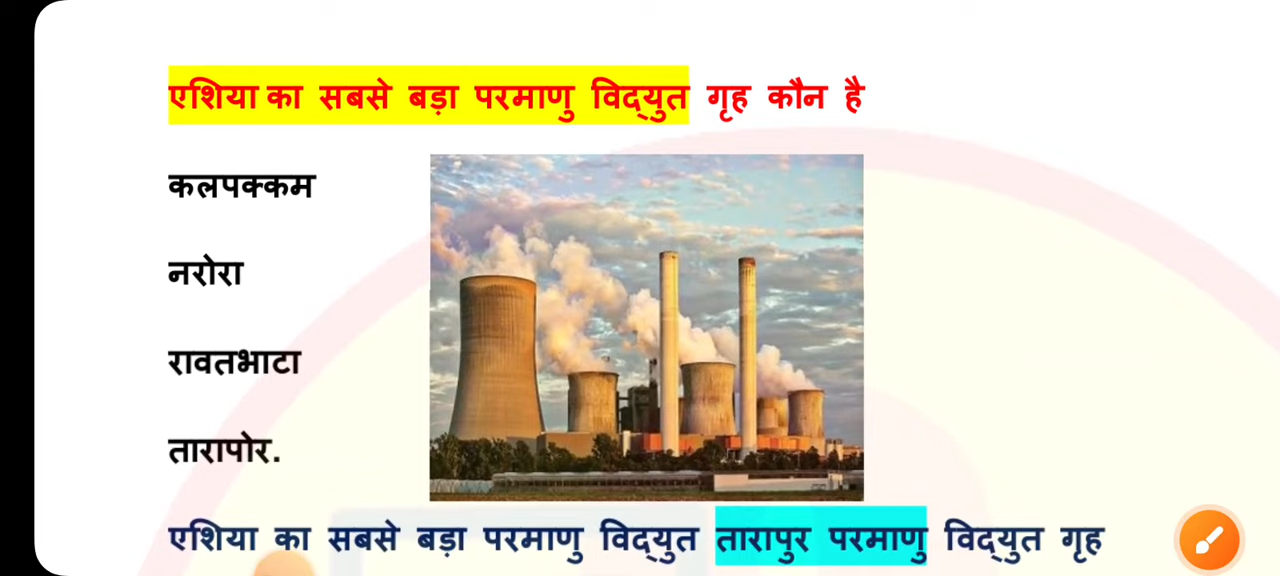 एशिया का सबसे बड़ा परमाणु विद्युत गृह कौन है
कलपक्कम
नरोरा
रावतभाटा
तारापोर.
एशिया का सबसे बड़ा परमाणु विद्युत तारापुर परमाणु विद्युत गृह